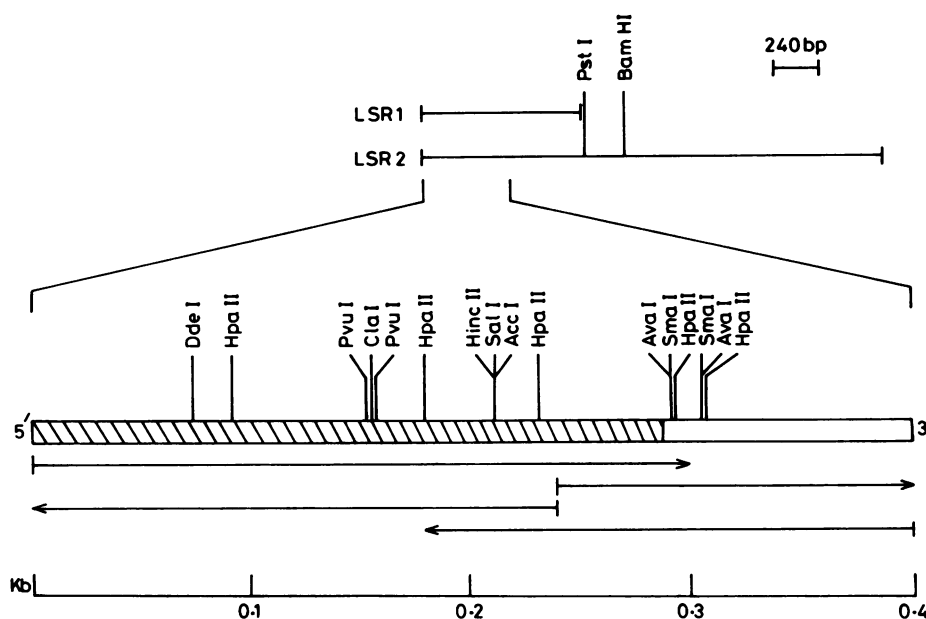 240 bp
Pst I
Bam HI
LSR1
LSR2
Dde I
Hpa II
Pvu I
Cla I
Pvu I
Hpa II
Hinc II
Sal I
Acc I
Hpa II
Ava I
Sma I
Hpa II
Sma I
Ava I
Hpa II
5′
3
Kb
0·1
0·2
0·3
0·4